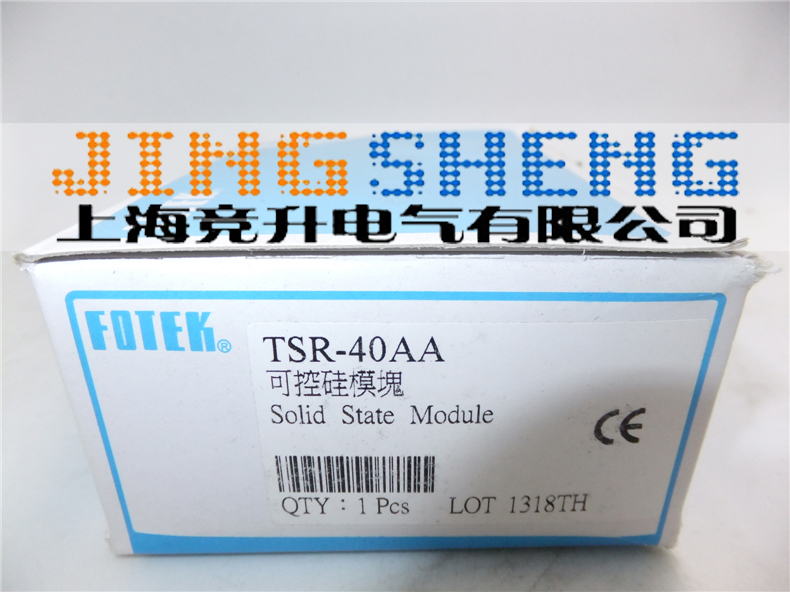 JINGSHENG
上海竞升电气有限公司
FOTEK®
TSR-40AA
可控硅模塊
Solid State Module
CE
QTY : 1 Pcs LOT 1318TH